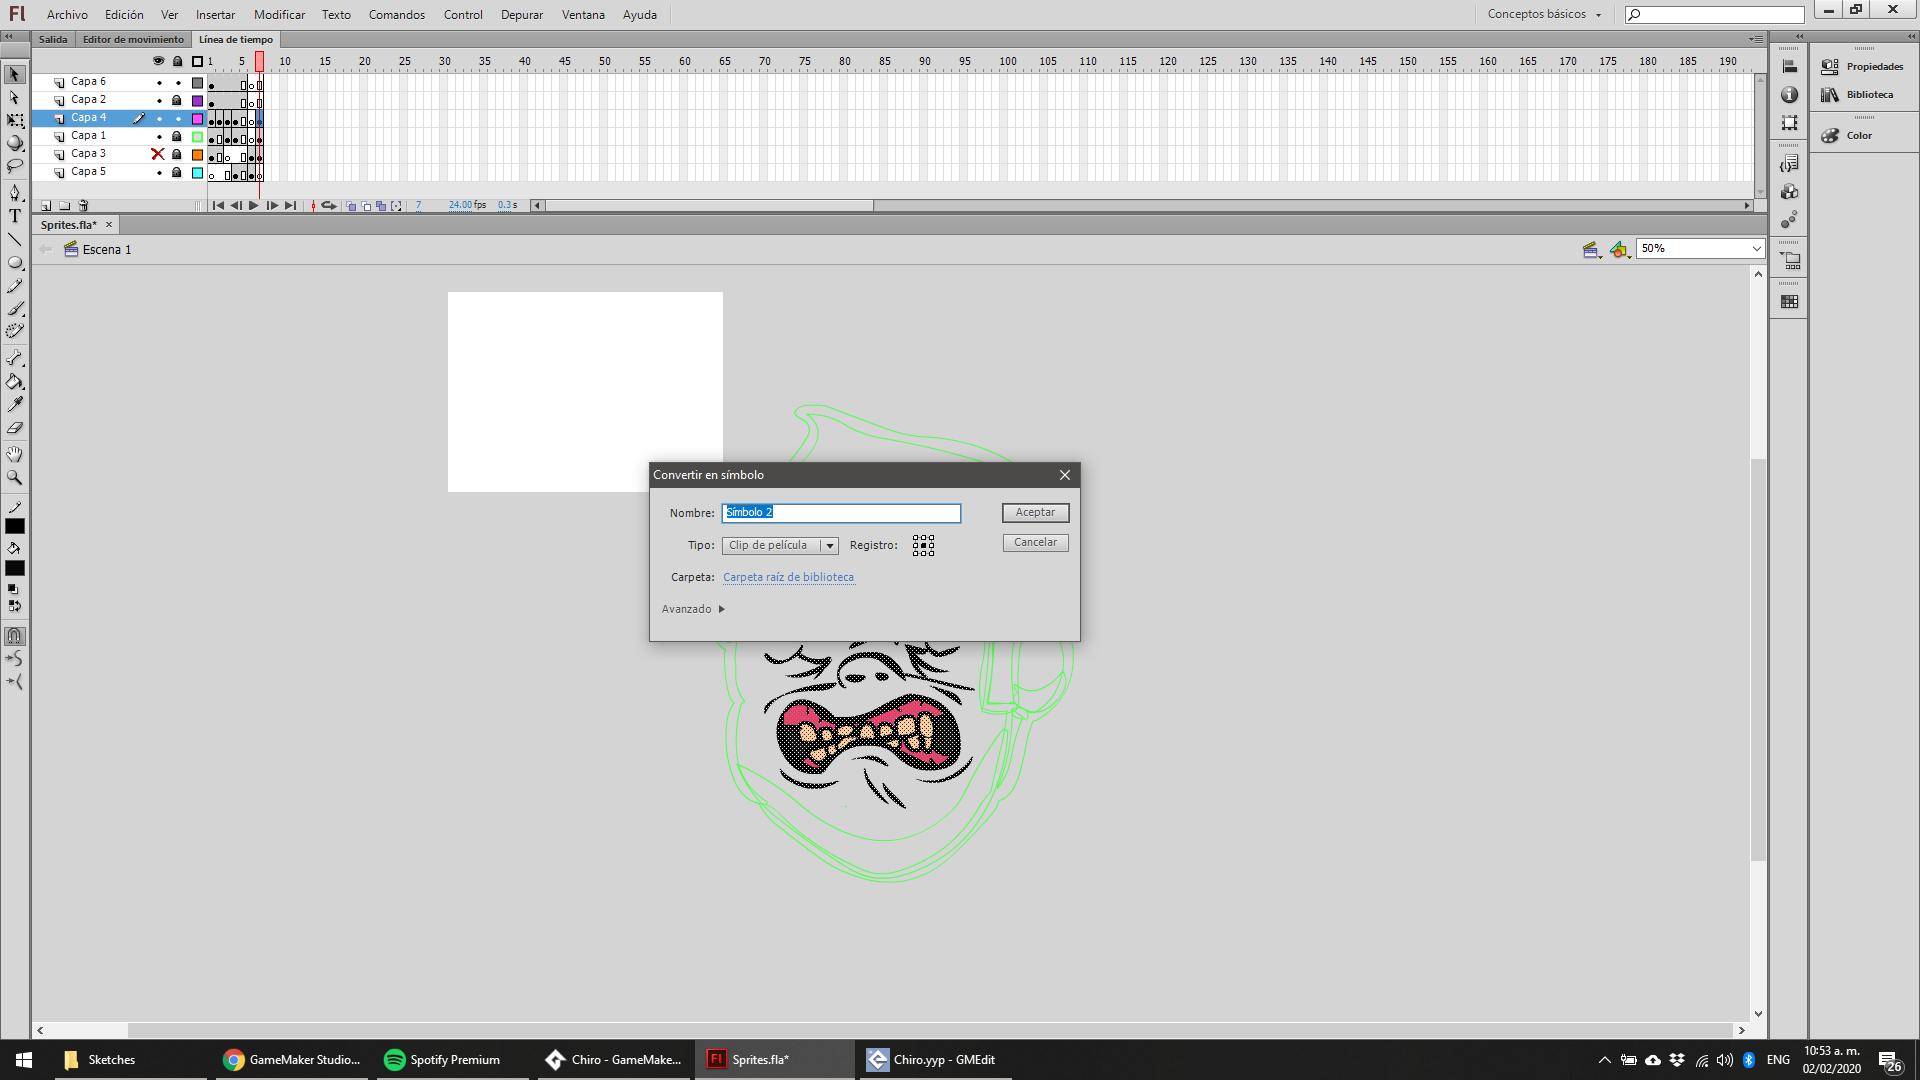 Fl Archivo Edición Ver Insertar Modificar Texto Comandos Control Depurar Ventana Ayuda Conceptos básicos
Salida Editor de movimiento Línea de tiempo
1 5 10 15 20 25 30 35 40 45 50 55 60 65 70 75 80 85 90 95 100 105 110 115 120 125 130 135 140 145 150 155 160 165 170 175 180 185 190
Capa 6
Capa 2
Capa 4
Capa 1
Capa 3
Capa 5
7 24.00 fps 0.3 s
Propiedades
Biblioteca
Color
Sprites.fla* ×
Escena 1
50%
T
Convertir en símbolo
Nombre: Símbolo 2 Aceptar
Tipo: Clip de película Registro: Cancelar
Carpeta: Carpeta raíz de biblioteca
Avanzado
Sketches GameMaker Studio... Spotify Premium Chiro - GameMake... Fl Sprites.fla* Chiro.yyp - GMEdit ENG 10:53 a. m.
02/02/2020 26